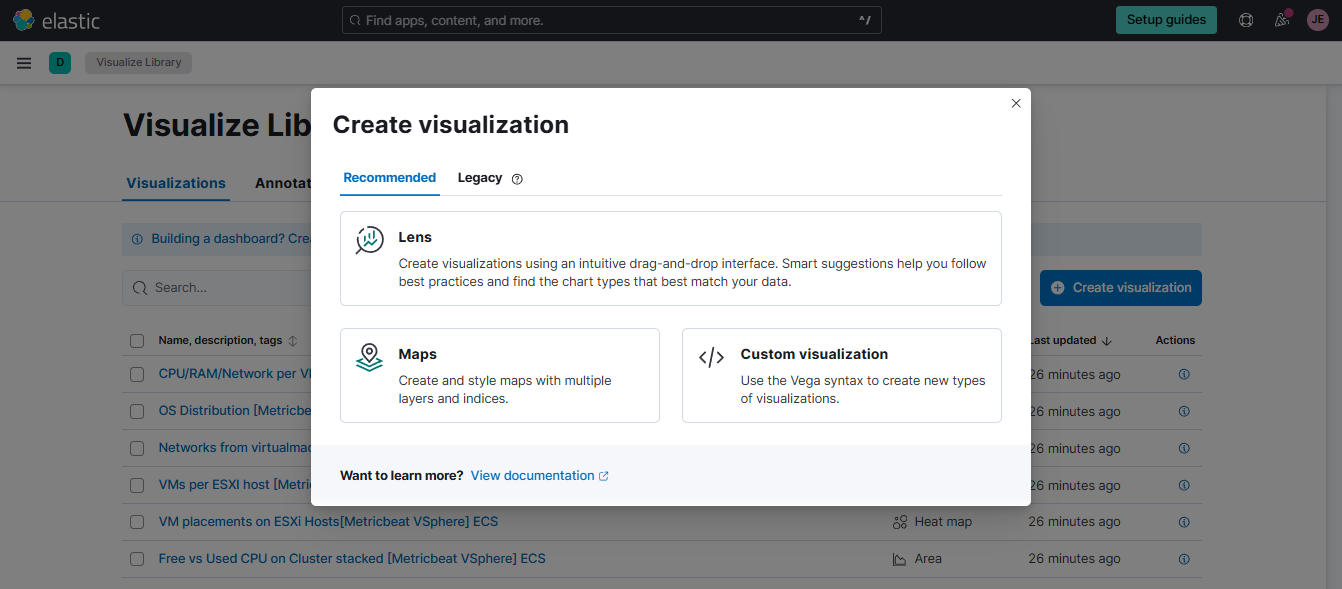 elastic
Find apps, content, and more.
^/
Setup guides
JE
D
Visualize Library
Visualize Lib
Create visualization
Recommended
Legacy
Visualizations
Annotat
Lens
Create visualizations using an intuitive drag-and-drop interface. Smart suggestions help you follow
best practices and find the chart types that best match your data.
Building a dashboard? Crea
Search...
Create visualization
Name, description, tags
Last updated
Actions
Maps
Create and style maps with multiple
layers and indices.
Custom visualization
Use the Vega syntax to create new types
of visualizations.
CPU/RAM/Network per VM
26 minutes ago
OS Distribution [Metricbe
26 minutes ago
Networks from virtualmac
26 minutes ago
Want to learn more? View documentation
VMs per ESXI host [Metri
26 minutes ago
VM placements on ESXi Hosts[Metricbeat VSphere] ECS
Heat map
26 minutes ago
Free vs Used CPU on Cluster stacked [Metricbeat VSphere] ECS
Area
26 minutes ago